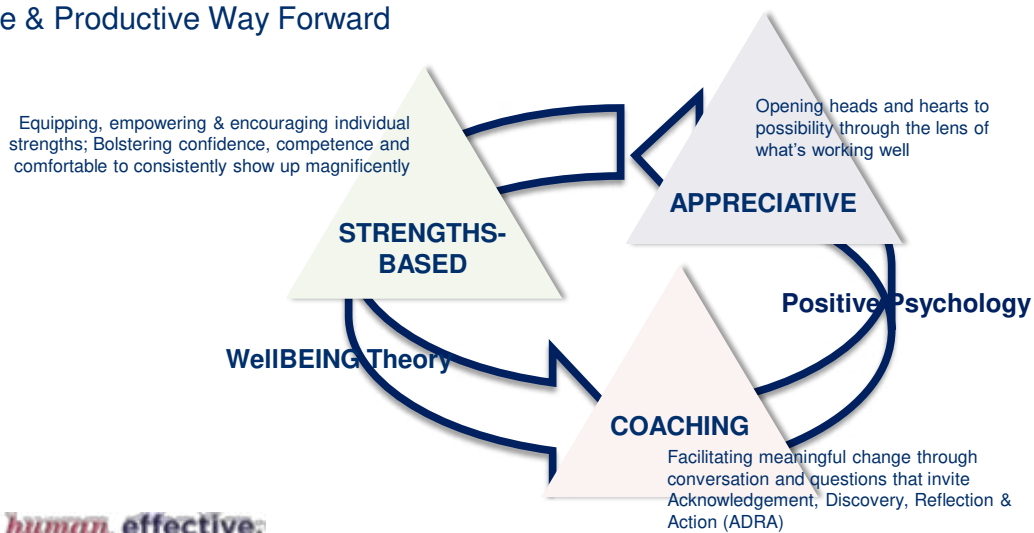 e & Productive Way Forward
Equipping, empowering & encouraging individual
strengths; Bolstering confidence, competence and
comfortable to consistently show up magnificently
STRENGTHS-
BASED
Opening heads and hearts to
possibility through the lens of
what's working well
APPRECIATIVE
Positive Psychology
WellBEING Theory
COACHING
Facilitating meaningful change through
conversation and questions that invite
Acknowledgement, Discovery, Reflection &
Action (ADRA)
human effective.